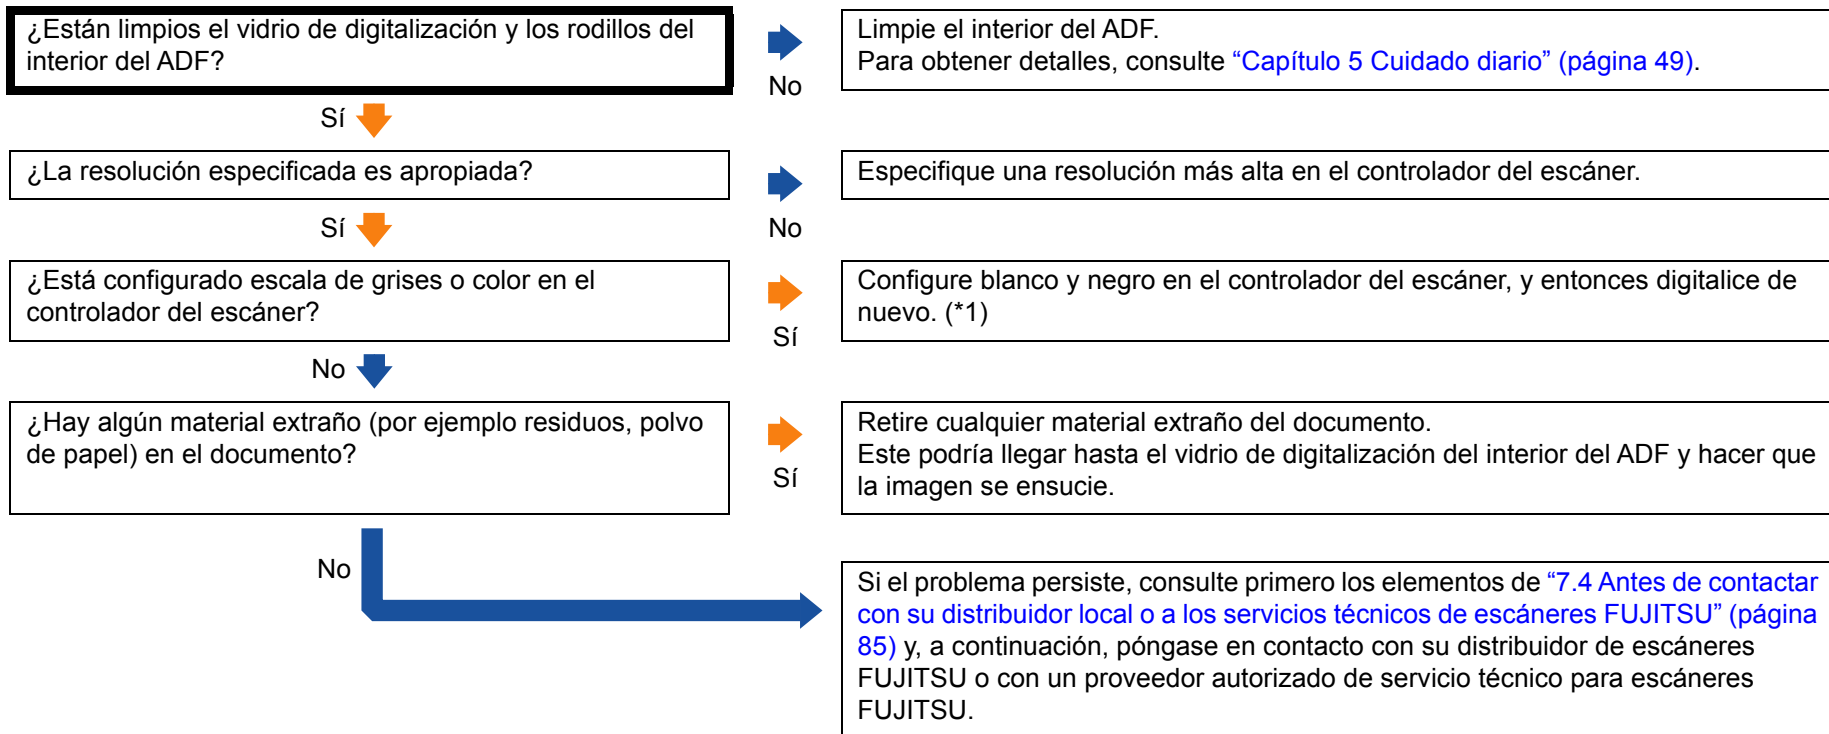 ¿Están limpios el vidrio de digitalización y los rodillos del
interior del ADF?
No
Limpie el interior del ADF.
Para obtener detalles, consulte “Capítulo 5 Cuidado diario” (página 49).
Sí
¿La resolución especificada es apropiada?
No
Especifique una resolución más alta en el controlador del escáner.
Sí
¿Está configurado escala de grises o color en el
controlador del escáner?
Sí
Configure blanco y negro en el controlador del escáner, y entonces digitalice de
nuevo. (*1)
No
¿Hay algún material extraño (por ejemplo residuos, polvo
de papel) en el documento?
Sí
Retire cualquier material extraño del documento.
Este podría llegar hasta el vidrio de digitalización del interior del ADF y hacer que
la imagen se ensucie.
No
Si el problema persiste, consulte primero los elementos de “7.4 Antes de contactar
con su distribuidor local o a los servicios técnicos de escáneres FUJITSU” (página
85) y, a continuación, póngase en contacto con su distribuidor de escáneres
FUJITSU o con un proveedor autorizado de servicio técnico para escáneres
FUJITSU.